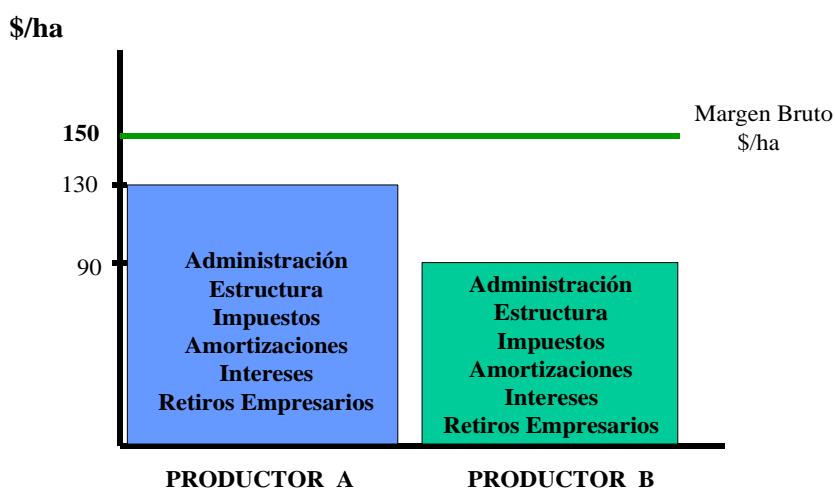 $/ha
150
130
90
Margen Bruto
$/ha
Administración
Estructura
Impuestos
Amortizaciones
Intereses
Retiros Empresarios
Administración
Estructura
Impuestos
Amortizaciones
Intereses
Retiros Empresarios
PRODUCTOR A
PRODUCTOR B